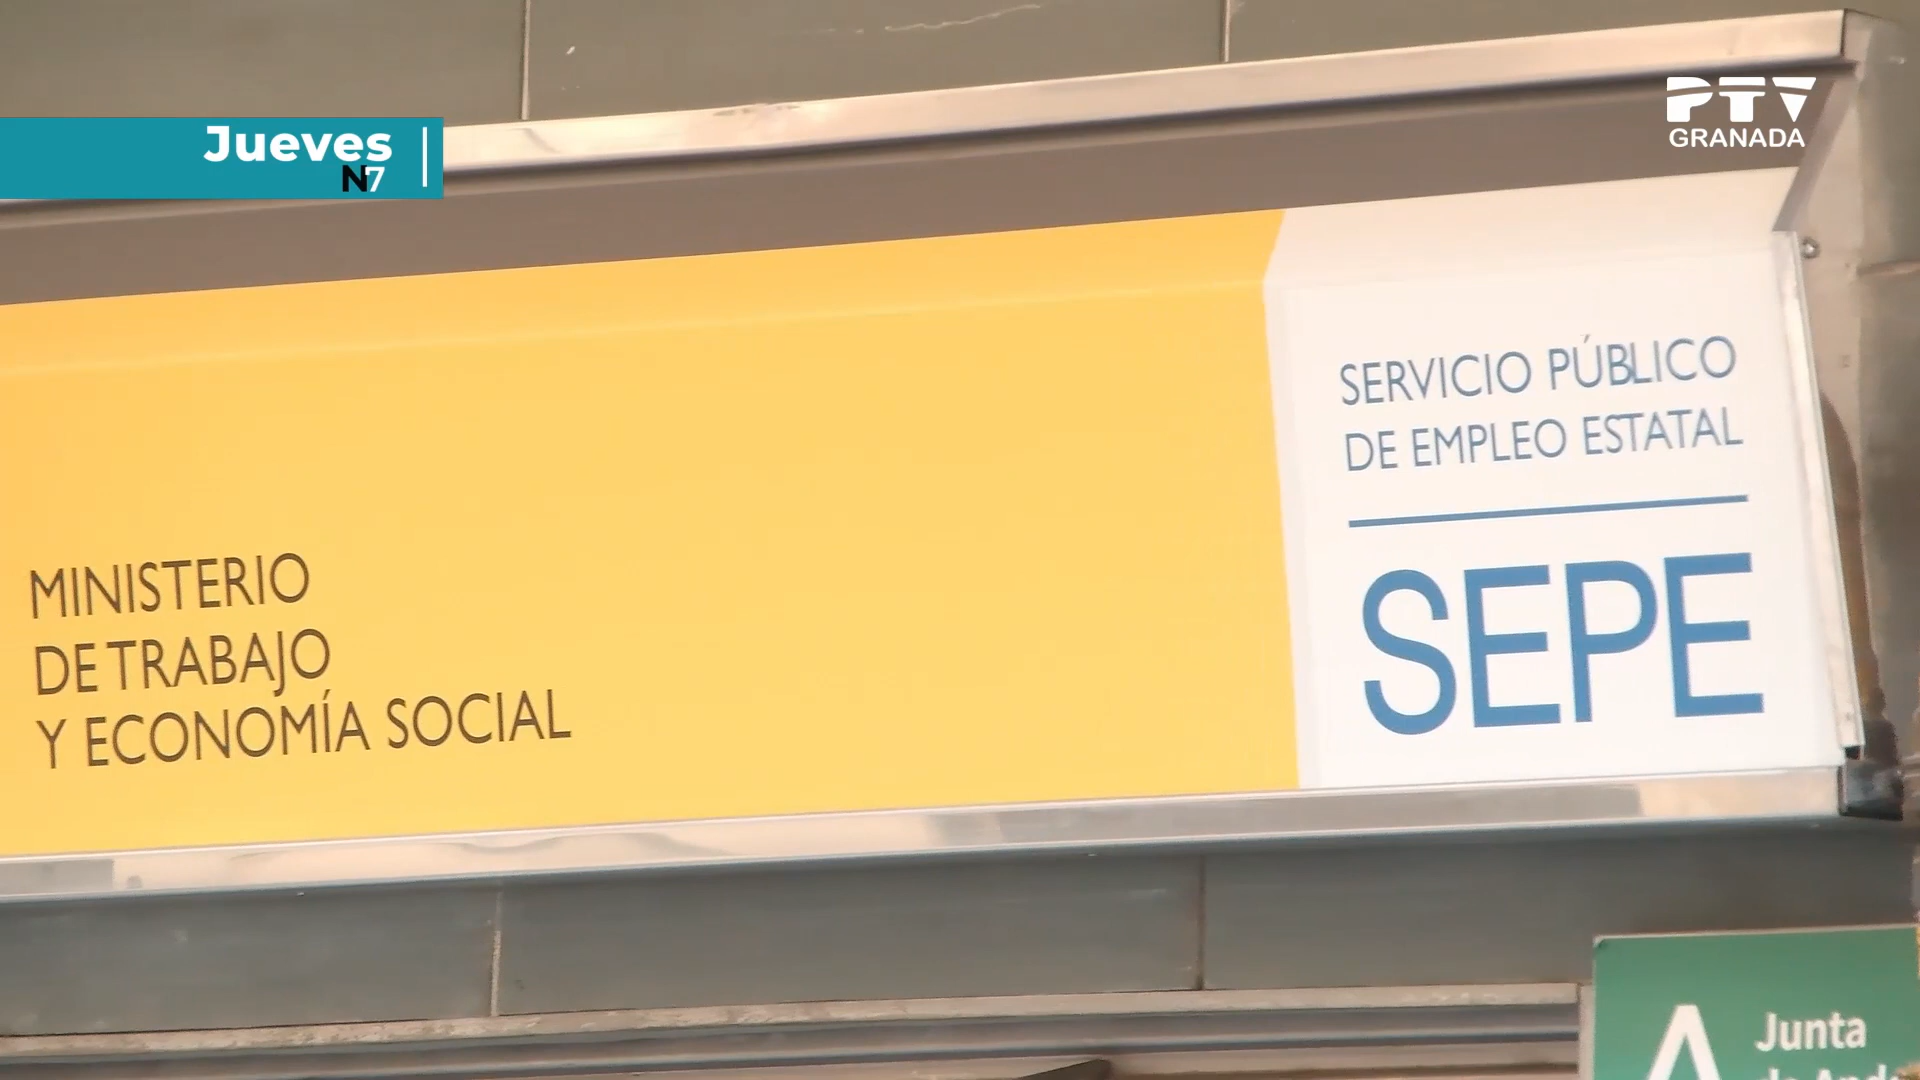 Jueves
N7
PTV
GRANADA
SERVICIO PÚBLICO
DE EMPLEO ESTATAL
SEPE
MINISTERIO
DE TRABAJO
Y ECONOMÍA SOCIAL
Junta